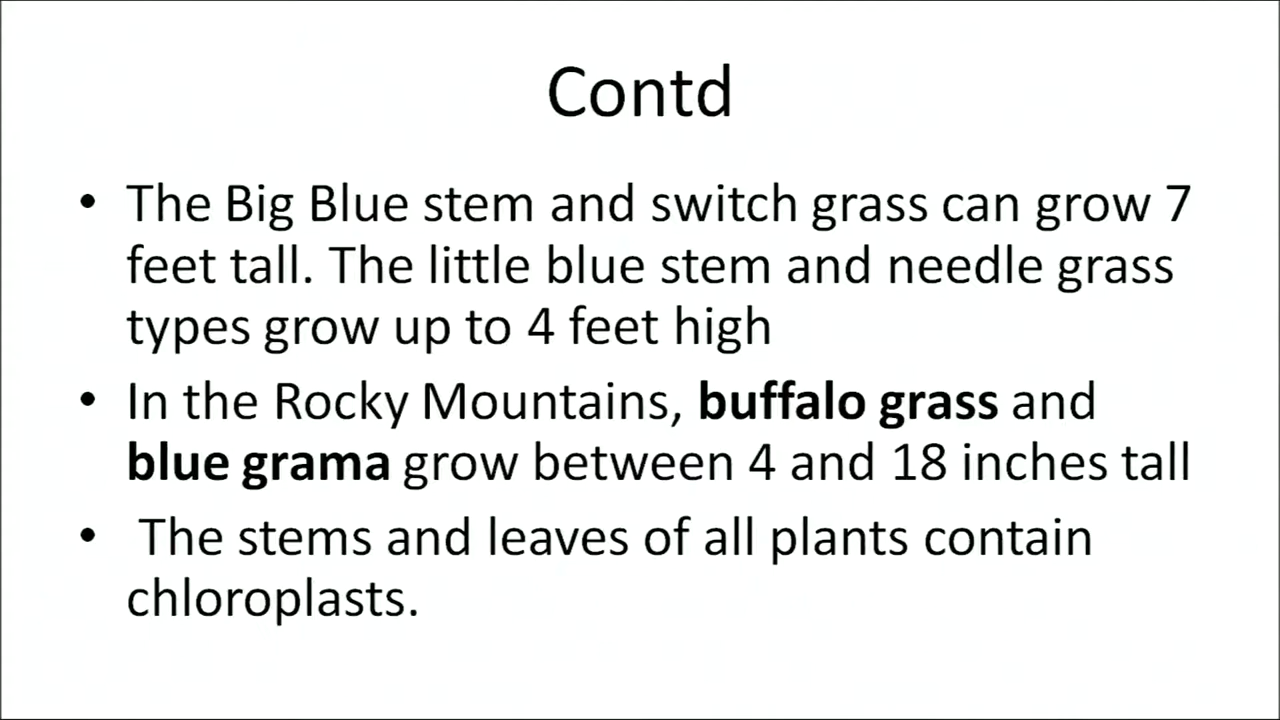 Contd
• The Big Blue stem and switch grass can grow 7
feet tall. The little blue stem and needle grass
types grow up to 4 feet high
• In the Rocky Mountains, buffalo grass and
blue grama grow between 4 and 18 inches tall
• The stems and leaves of all plants contain
chloroplasts.